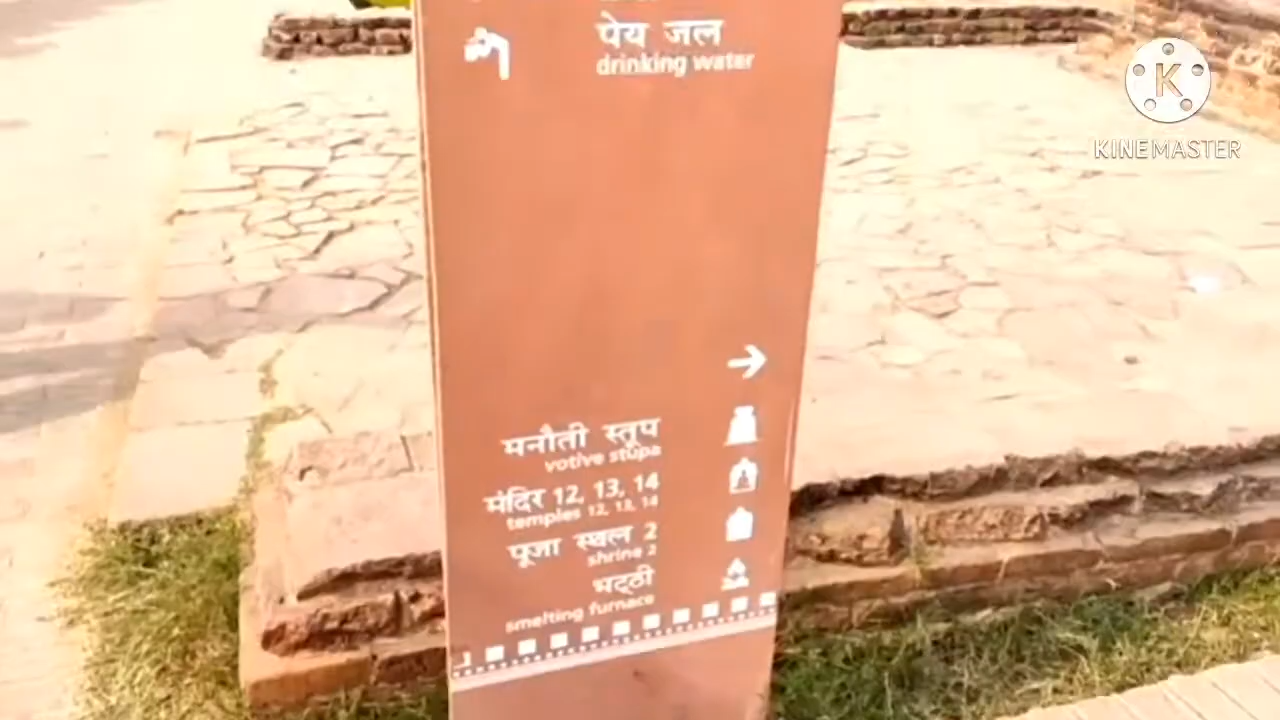 पेय जल
drinking water
K
KINEMASTER
मनौती स्तूप
votive stupa
मंदिर 12, 13, 14
temples 12, 13, 14
पूजा स्थल 2
shrine 2
भट्ठी
smelting furnace